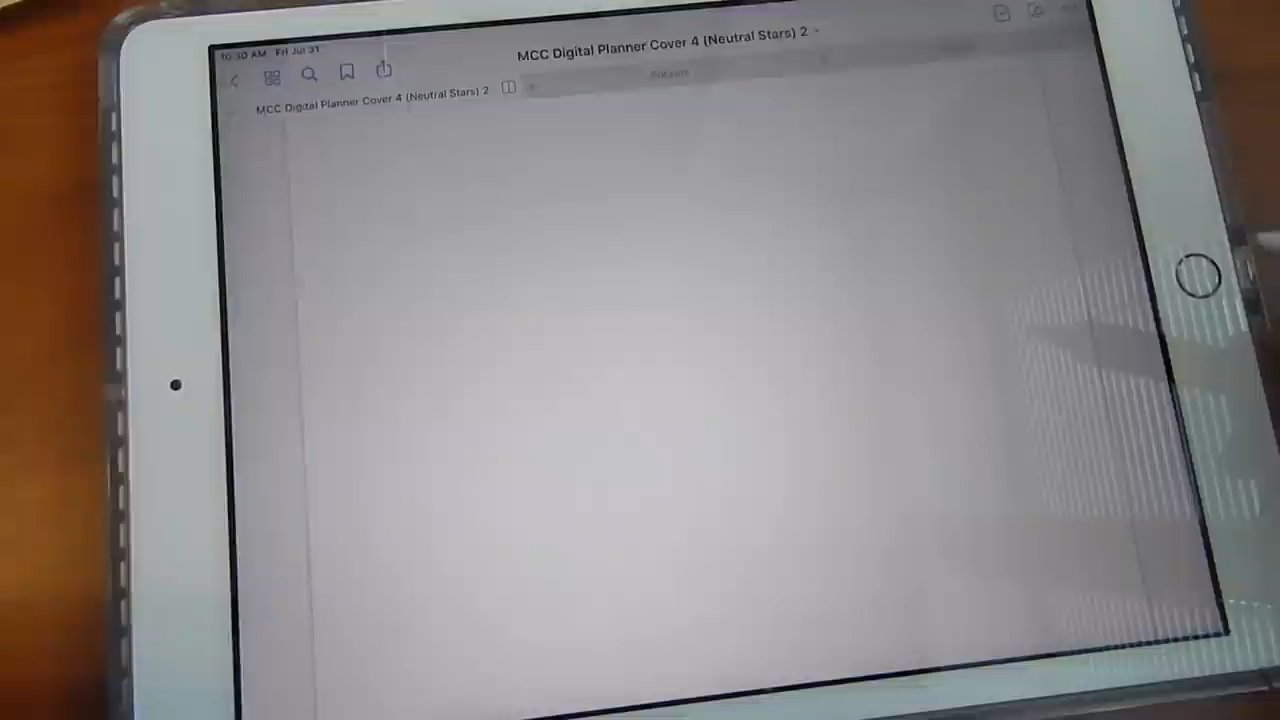 10:30 AM Fri Jul 31
MCC Digital Planner Cover 4 (Neutral Stars) 2
MCC Digital Planner Cover 4 (Neutral Stars) 2